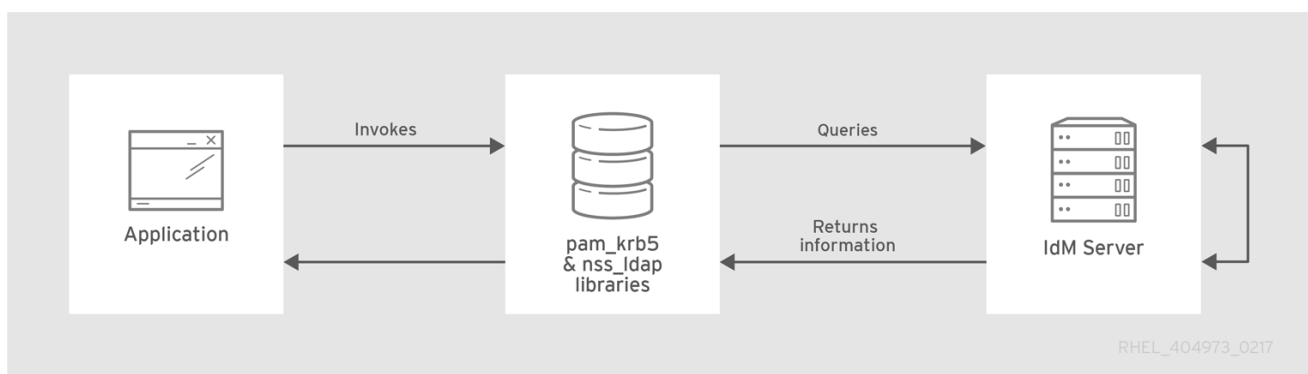 Invokes
Queries
Application
pam_krb5
& nss_ldap
libraries
Returns
information
IdM Server
RHEL_404973_0217